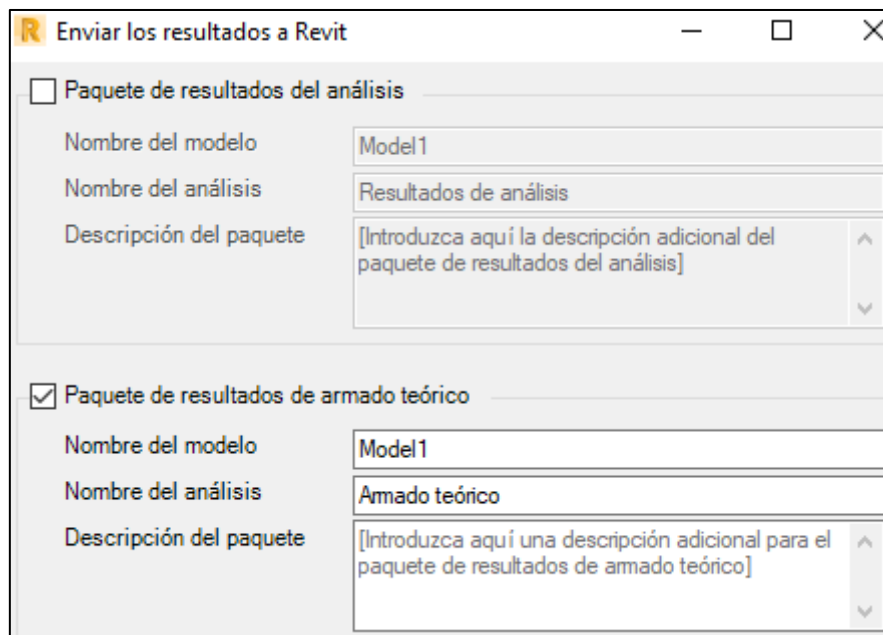 Enviar los resultados a Revit
Paquete de resultados del análisis
Nombre del modelo
Model1
Nombre del análisis
Resultados de análisis
Descripción del paquete
[Introduzca aquí la descripción adicional del
paquete de resultados del análisis]
Paquete de resultados de armado teórico
Nombre del modelo
Model1
Nombre del análisis
Armado teórico
Descripción del paquete
[Introduzca aquí una descripción adicional para el
paquete de resultados de armado teórico]